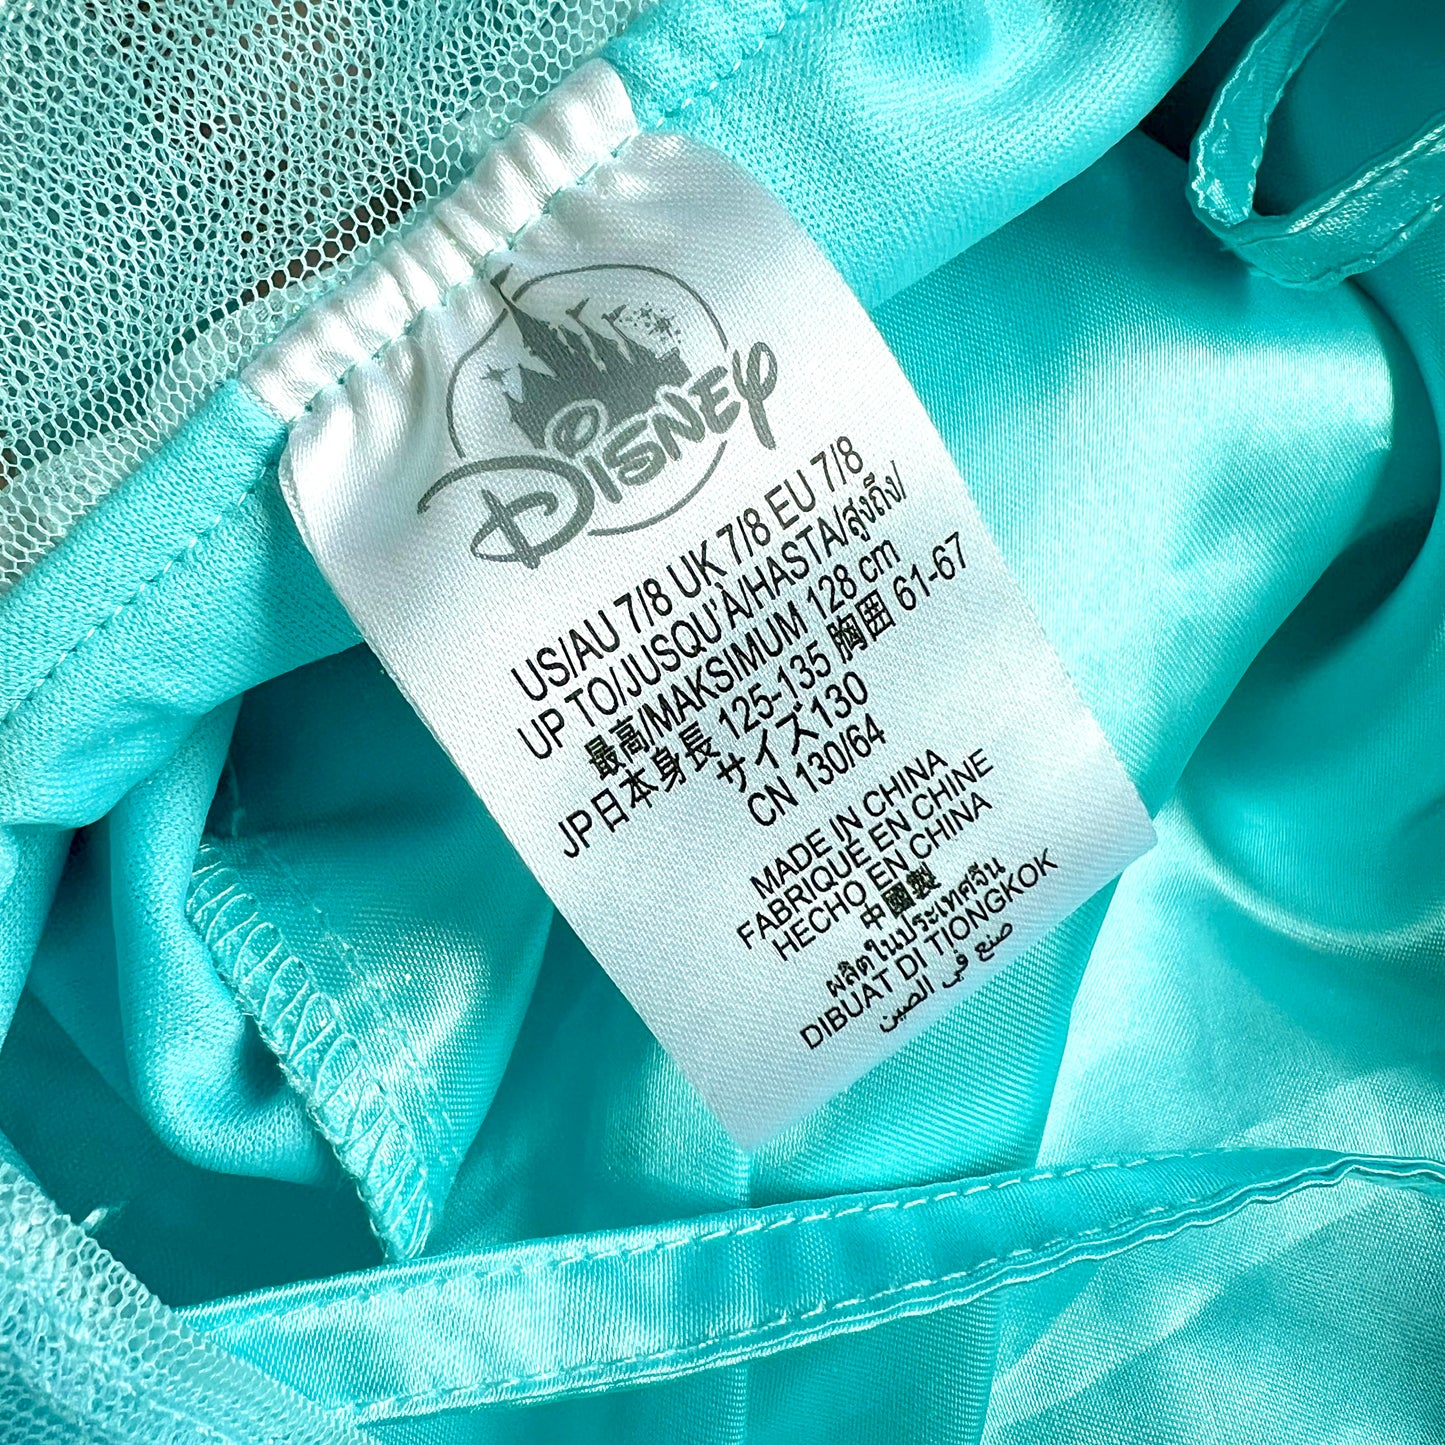 Disney
US/AU 7/8 UK 7/8 EU 7/8
UP TO/JUSQU'À/HASTA/สูงถึง/
最高/MAKSIMUM 128 cm
JP日本身長 125-135 胸囲 61-67
サイズ130
CN 130/64
MADE IN CHINA
FABRIQUÉ EN CHINE
HECHO EN CHINA
中國製
ผลิตในประเทศจีน
DIBUAT DI TIONGKOK
صنع في الصين